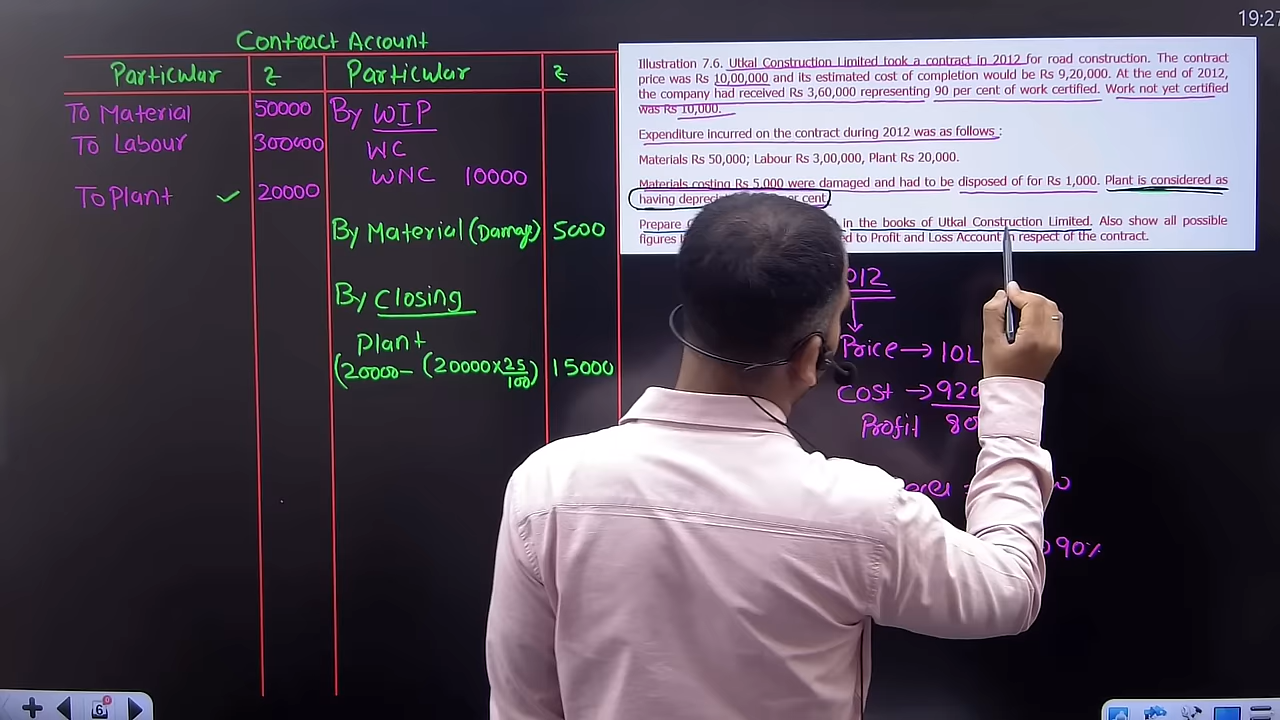 19:27
Contract Account
Particular ₹ Particular ₹
To Material 50000 By WIP
To Labour 300000 WC
WNC 10000
To Plant ✓ 20000
By Material (Damage) 5000
By Closing
Plant
(20000- (20000×25/100) 15000
Illustration 7.6. Utkal Construction Limited took a contract in 2012 for road construction. The contract
price was Rs 10,00,000 and its estimated cost of completion would be Rs 9,20,000. At the end of 2012,
the company had received Rs 3,60,000 representing 90 per cent of work certified. Work not yet certified
was Rs 10,000.
Expenditure incurred on the contract during 2012 was as follows :
Materials Rs 50,000; Labour Rs 3,00,000, Plant Rs 20,000.
Materials costing Rs 5,000 were damaged and had to be disposed of for Rs 1,000. Plant is considered as
having cent
Prepare in the books of Utkal Construction Limited. Also show all possible
figures to Profit and Loss Account in respect of the contract.
Price → 10L
Cost →
Profit
90%